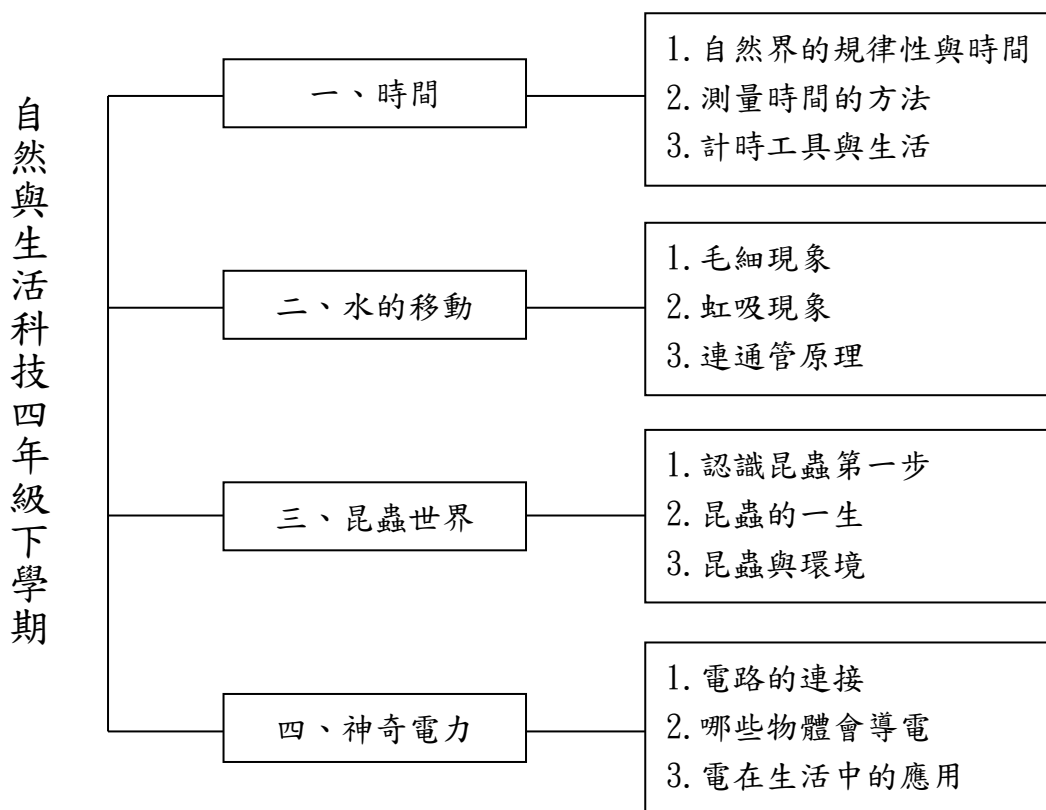 自然與生活科技四年級下學期
一、時間
1.自然界的規律性與時間
2.測量時間的方法
3.計時工具與生活
二、水的移動
1.毛細現象
2.虹吸現象
3.連通管原理
三、昆蟲世界
1.認識昆蟲第一步
2.昆蟲的一生
3.昆蟲與環境
四、神奇電力
1.電路的連接
2.哪些物體會導電
3.電在生活中的應用